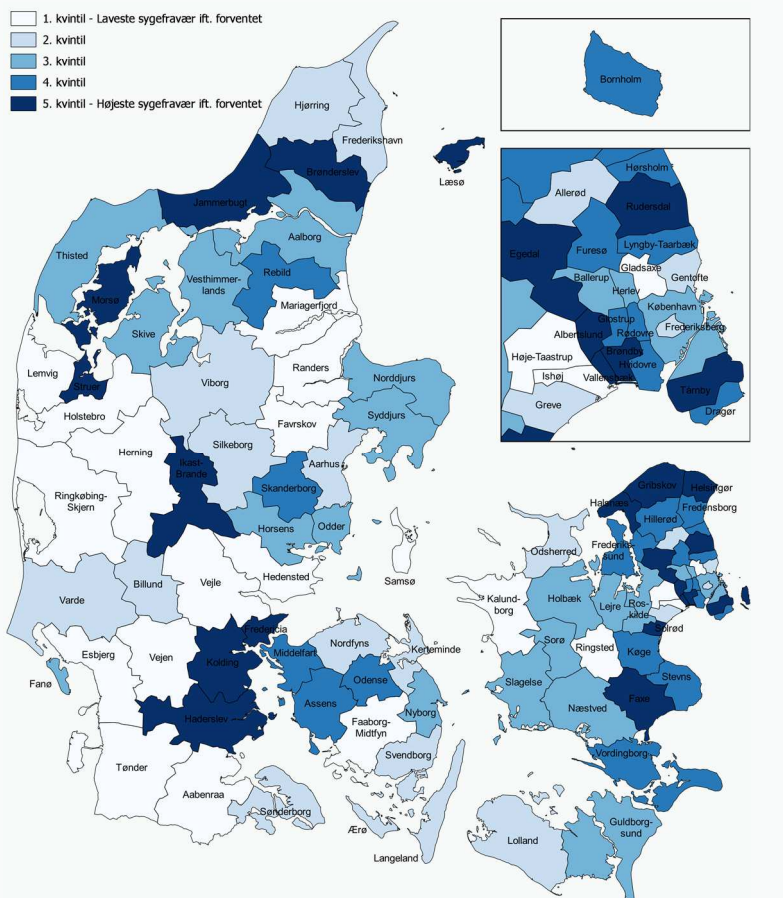 1. kvintil - Laveste sygefravær ift. forventet
2. kvintil
3. kvintil
4. kvintil
5. kvintil - Højeste sygefravær ift. forventet
Bornholm
Hjørring
Frederikshavn
Brønderslev
Læsø
Jammerbugt
Thisted
Aalborg
Vesthimmer-
lands
Rebild
Morsø
Mariagerfjord
Skive
Lemvig
Struer
Holstebro
Viborg
Randers
Norddjurs
Syddjurs
Favrskov
Herning
Ikast-
Brande
Silkeborg
Aarhus
Skanderborg
Ringkøbing-
Skjern
Horsens
Odder
Hedensted
Samsø
Varde
Billund
Vejle
Fredericia
Esbjerg
Vejen
Kolding
Fanø
Haderslev
Tønder
Aabenraa
Sønderborg
Middelfart
Nordfyns
Kerteminde
Odense
Assens
Nyborg
Faaborg-
Midtfyn
Svendborg
Ærø
Langeland
Hørsholm
Allerød
Rudersdal
Egedal
Furesø
Lyngby-Taarbæk
Gladsaxe
Gentofte
Ballerup
Herlev
København
Glostrup
Frederiksberg
Albertslund
Rødovre
Brøndby
Hvidovre
Høje-Taastrup
Ishøj
Vallensbæk
Greve
Tårnby
Dragør
Gribskov
Helsingør
Halsnæs
Hillerød
Fredensborg
Odsherred
Frederiks-
sund
Kalund-
borg
Holbæk
Lejre
Ros-
kilde
Solrød
Sorø
Ringsted
Køge
Slagelse
Stevns
Næstved
Faxe
Vordingborg
Guldborg-
sund
Lolland